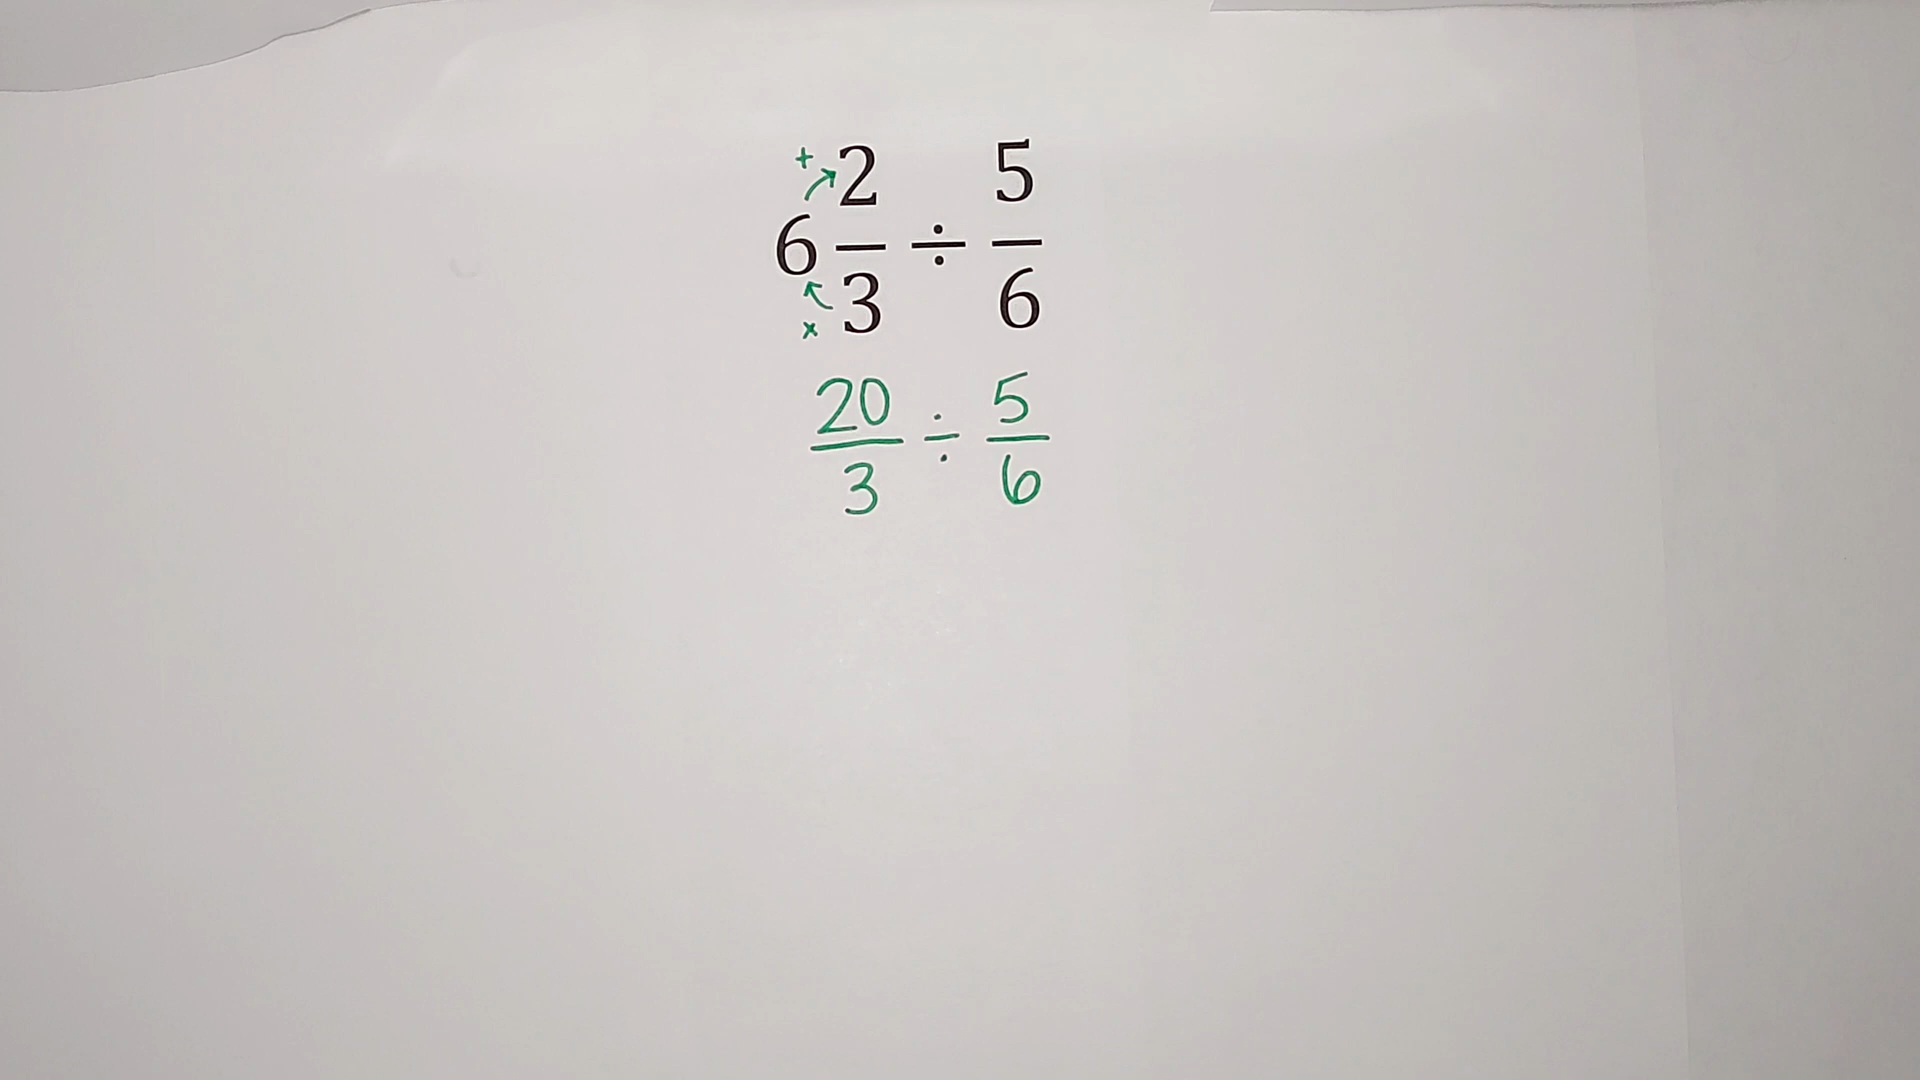 6 2/3 ÷ 5/6
+
×
20/3 ÷ 5/6